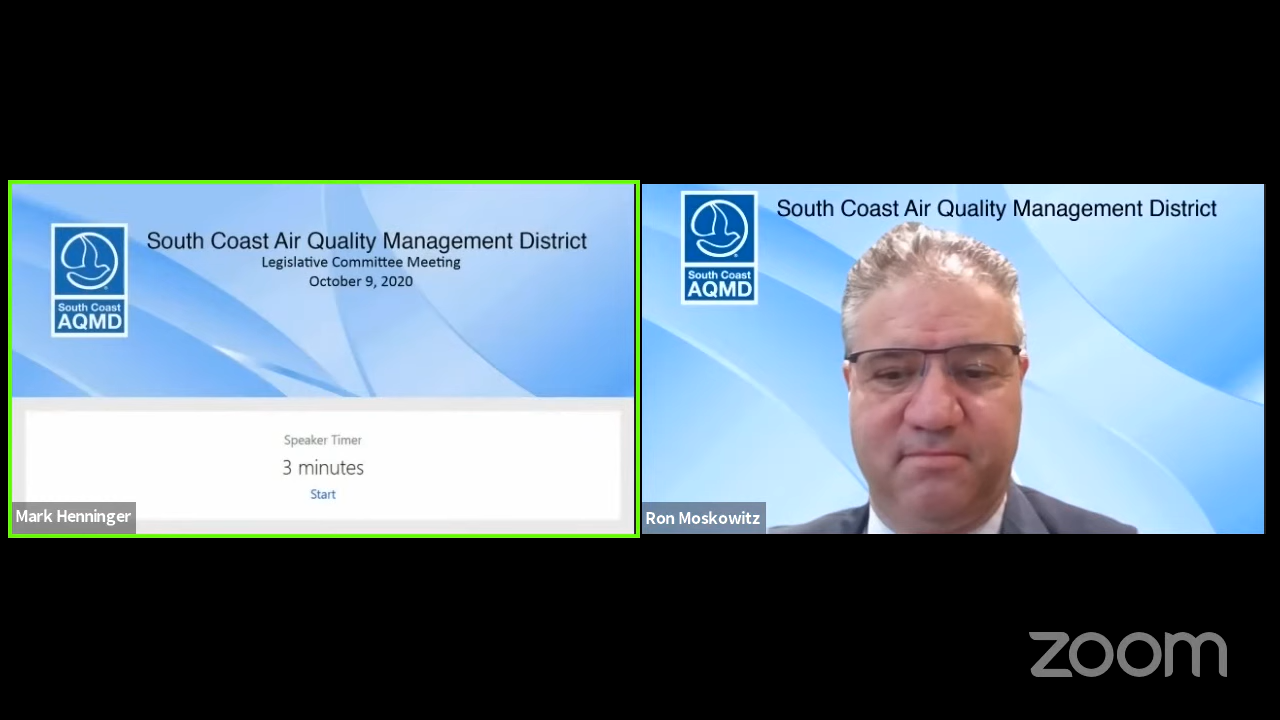 South Coast Air Quality Management District
Legislative Committee Meeting
October 9, 2020
South Coast
AQMD
Speaker Timer
3 minutes
Start
Mark Henninger
South Coast Air Quality Management District
South Coast
AQMD
Ron Moskowitz
zoom